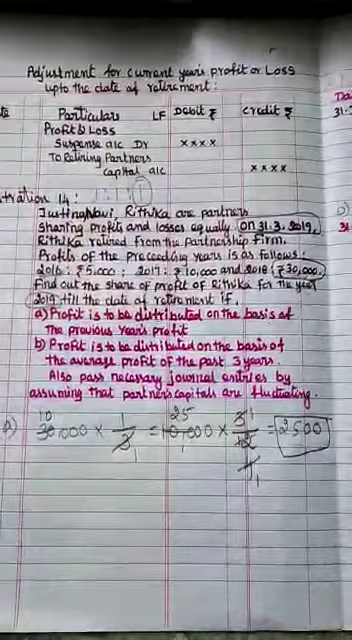 Adjustment for current year's profit or Loss
upto the date of retirement:
Particulars LF Debit ₹ Credit ₹
Profit & Loss
Suspense a/c Dr xxxx
To Retiring Partners
Capital a/c xxxx
stration 14:
Justin, Navi, Rithika are partners
sharing profits and losses equally on 31.3.2019,
Rithika retired from the partnership firm.
Profits of the Preceeding years is as follows:
2016: ₹5,000; 2017: ₹10,000 and 2018 ₹30,000.
Find out the share of profit of Rithika for the year
2019 till the date of retirement if.
a) Profit is to be distributed on the basis of
the previous Year's profit
b) Profit is to be distributed on the basis of
the average profit of the past 3 years.
Also pass necessary journal entries by
assuming that partners capitals are fluctuating.
a) 30,000 × 1/3 = 10,000 × 3/12 = 2500